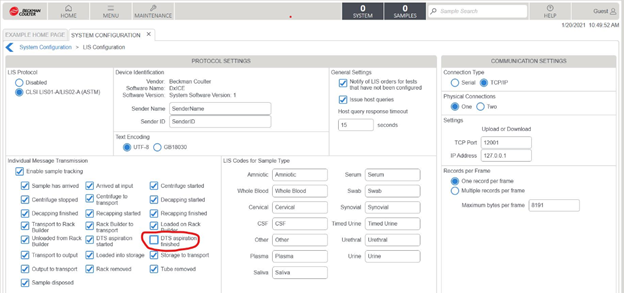 BECKMAN
COULTER
HOME
MENU
MAINTENANCE
0
SYSTEM
0
SAMPLES
Sample Search
HELP
Guest
1/20/2021 10:49:52 AM
EXAMPLE HOME PAGE
SYSTEM CONFIGURATION
System Configuration > LIS Configuration
PROTOCOL SETTINGS
LIS Protocol
Disabled
CLSI LIS01-A/LIS02-A (ASTM)
Device Identification
Vendor: Beckman Coulter
Software Name: DxICE
Software Version: System Software Version: 1
Sender Name SenderName
Sender ID SenderID
Text Encoding
UTF-8 GB18030
General Settings
Notify of LIS orders for tests
that have not been configured
Issue host queries
Host query response timeout
15 seconds
Individual Message Transmission
Enable sample tracking
Sample has arrived Arrived at input Centrifuge started
Centrifuge stopped Centrifuge to
transport Decapping started
Decapping finished Recapping started Recapping finished
Transport to Rack
Builder Rack Builder to
transport Loaded on Rack
Builder
Unloaded from Rack
Builder DTS aspiration
started DTS aspiration
finished
Transport to output Loaded into storage Storage to transport
Output to transport Rack removed Tube removed
Sample disposed
LIS Codes for Sample Type
Amniotic Amniotic Serum Serum
Whole Blood Whole Blood Swab Swab
Cervical Cervical Synovial Synovial
CSF CSF Timed Urine Timed Urine
Other Other Urethral Urethral
Plasma Plasma Urine Urine
Saliva Saliva
COMMUNICATION SETTINGS
Connection Type
Serial TCP/IP
Physical Connections
One Two
Settings
Upload or Download
TCP Port 12001
IP Address 127.0.0.1
Records per Frame
One record per frame
Multiple records per frame
Maximum bytes per frame 8191